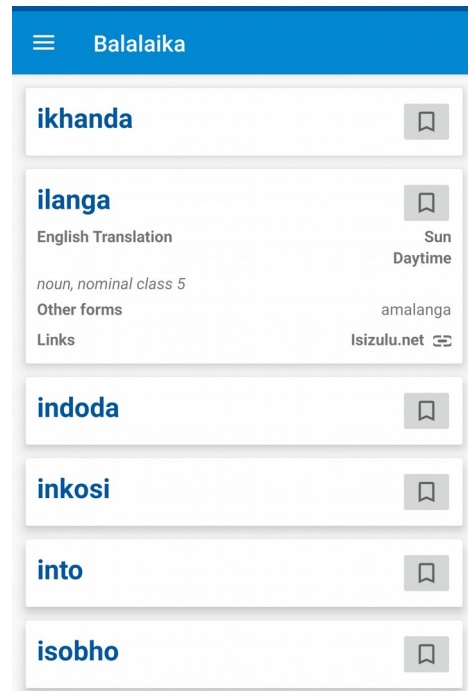 Balalaika
ikhanda
ilanga
English Translation Sun
Daytime
noun, nominal class 5
Other forms amalanga
Links Isizulu.net
indoda
inkosi
into
isobho